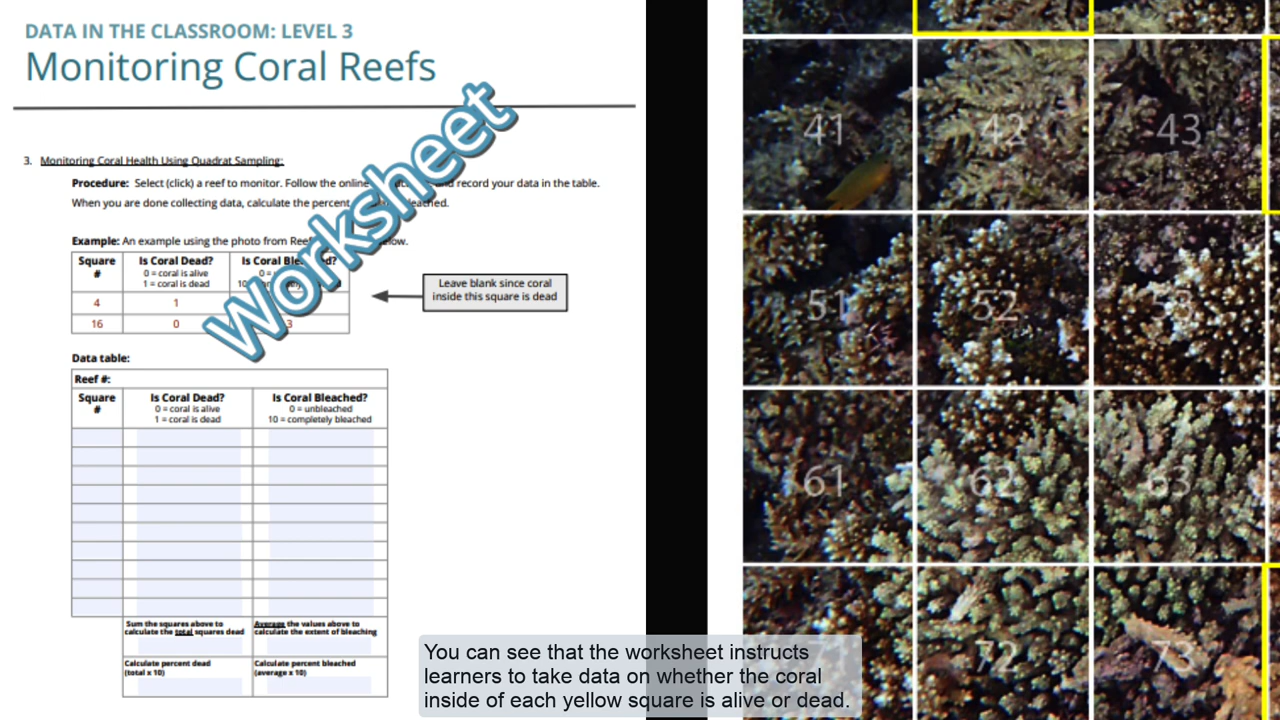 DATA IN THE CLASSROOM: LEVEL 3
Monitoring Coral Reefs
3. Monitoring Coral Health Using Quadrat Sampling:
Procedure: Select (click) a reef to monitor. Follow the online and record your data in the table.
When you are done collecting data, calculate the percent bleached.
Example: An example using the photo from Reef below.
Worksheet
Square
#
Is Coral Dead?
0 = coral is alive
1 = coral is dead
Is Coral Bleached?
4 1
16 0 3
Leave blank since coral
inside this square is dead
Data table:
Reef #:
Square
#
Is Coral Dead?
0 = coral is alive
1 = coral is dead
Is Coral Bleached?
0 = unbleached
10 = completely bleached
Sum the squares above to
calculate the total squares dead
Average the values above to
calculate the extent of bleaching
Calculate percent dead
(total x 10)
Calculate percent bleached
(average x 10)
41 42 43
51 52 53
61 62 63
72 73
You can see that the worksheet instructs
learners to take data on whether the coral
inside of each yellow square is alive or dead.